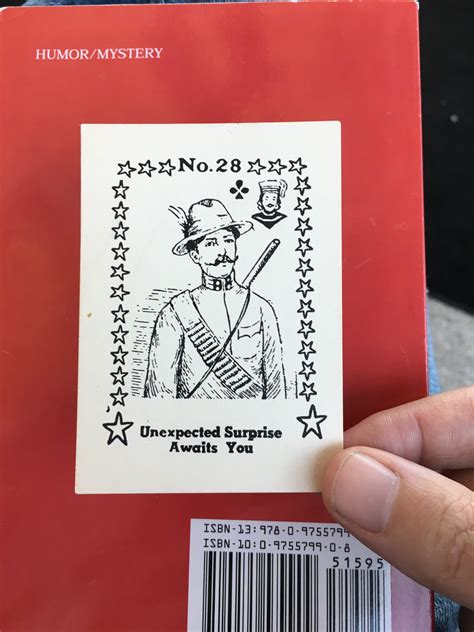 HUMOR/MYSTERY
No. 28
Unexpected Surprise
Awaits You
ISBN-13: 978-0-9755799
ISBN-10: 0-9755799-0-8
51595